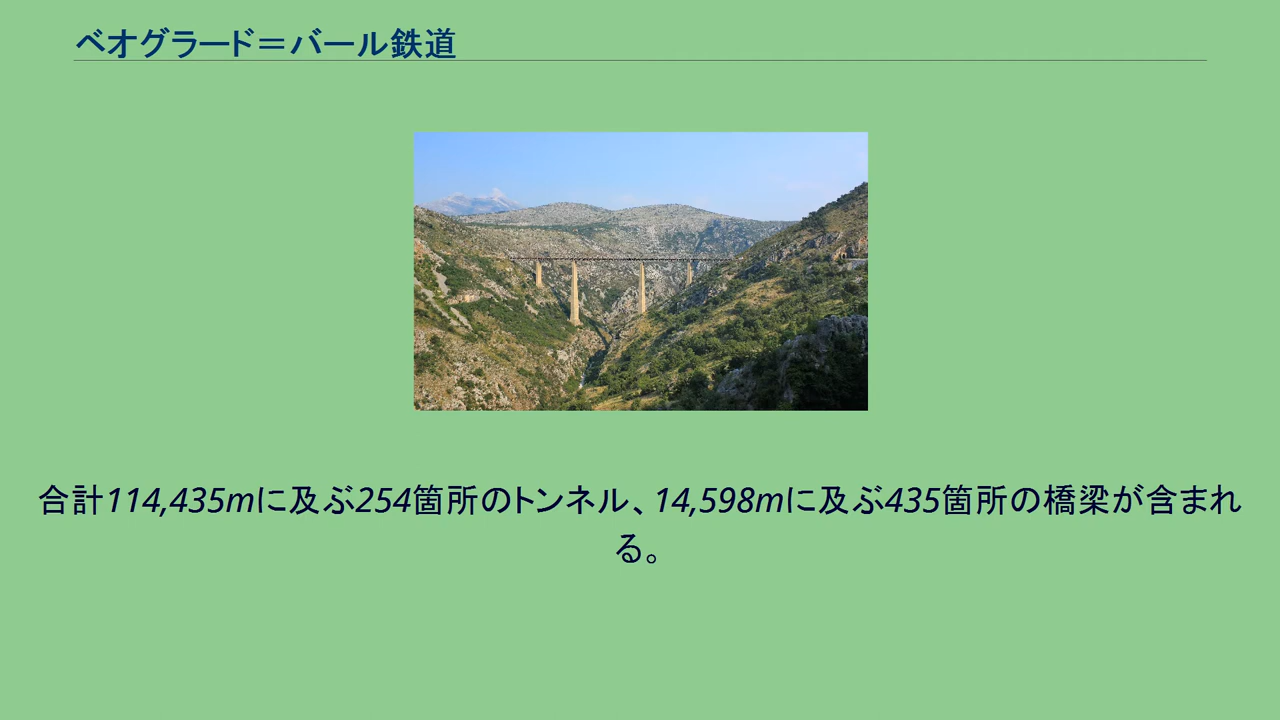 ベオグラード＝バール鉄道
合計114,435mに及ぶ254箇所のトンネル、14,598mに及ぶ435箇所の橋梁が含まれ
る。